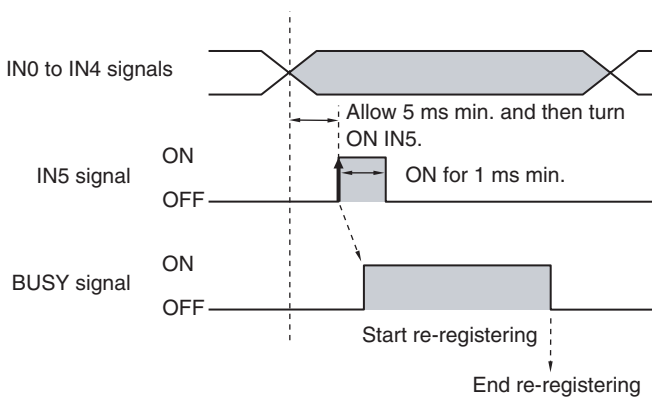 IN0 to IN4 signals
Allow 5 ms min. and then turn
ON IN5.
ON
IN5 signal
ON for 1 ms min.
OFF
ON
BUSY signal
OFF
Start re-registering
End re-registering